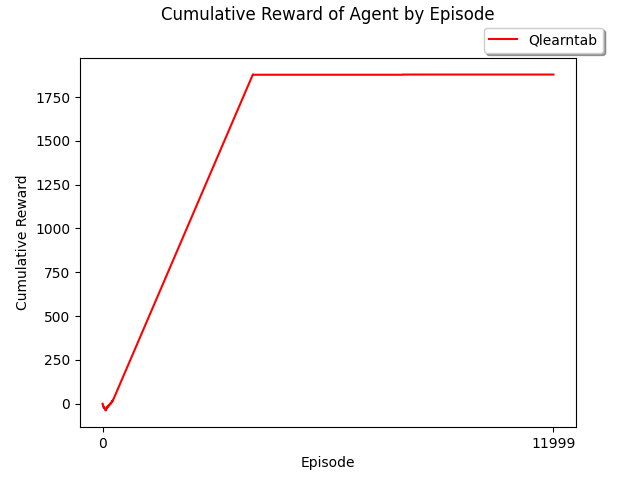 Cumulative Reward of Agent by Episode
Qlearntab
1750
1500
1250
1000
750
500
250
0
Cumulative Reward
0 11999
Episode